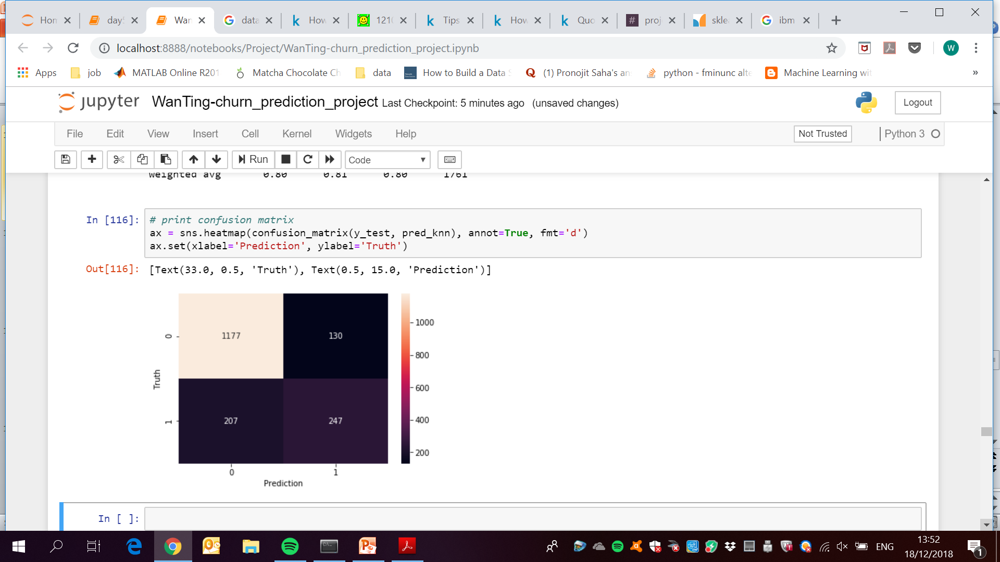 Hom
day5
Wan
data
How
1210
Tips
How
Quo
proj
skle
ibm
localhost:8888/notebooks/Project/WanTing-churn_prediction_project.ipynb
W
Apps
job
MATLAB Online R201
Matcha Chocolate Ch
data
How to Build a Data S
(1) Pronojit Saha's an
python - fminunc alte
Machine Learning wit
»
jupyter WanTing-churn_prediction_project Last Checkpoint: 5 minutes ago (unsaved changes)
Logout
File Edit View Insert Cell Kernel Widgets Help
Not Trusted
Python 3
Run
Code
weighted avg 0.80 0.81 0.80 1761
In [116]:
# print confusion matrix
ax = sns.heatmap(confusion_matrix(y_test, pred_knn), annot=True, fmt='d')
ax.set(xlabel='Prediction', ylabel='Truth')
Out[116]: [Text(33.0, 0.5, 'Truth'), Text(0.5, 15.0, 'Prediction')]
1177 130
207 247
0
1
Truth
0 1
Prediction
1000
800
600
400
200
In [ ]:
ENG
13:52
18/12/2018
1